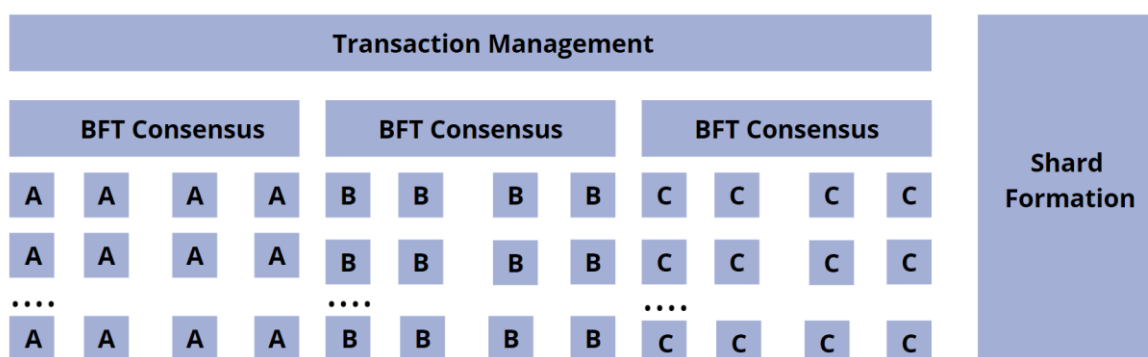 Transaction Management
BFT Consensus BFT Consensus BFT Consensus
Shard
Formation
A A A A B B B B C C C C
A A A A B B B B C C C C
.... .... ....
A A A A B B B B C C C C